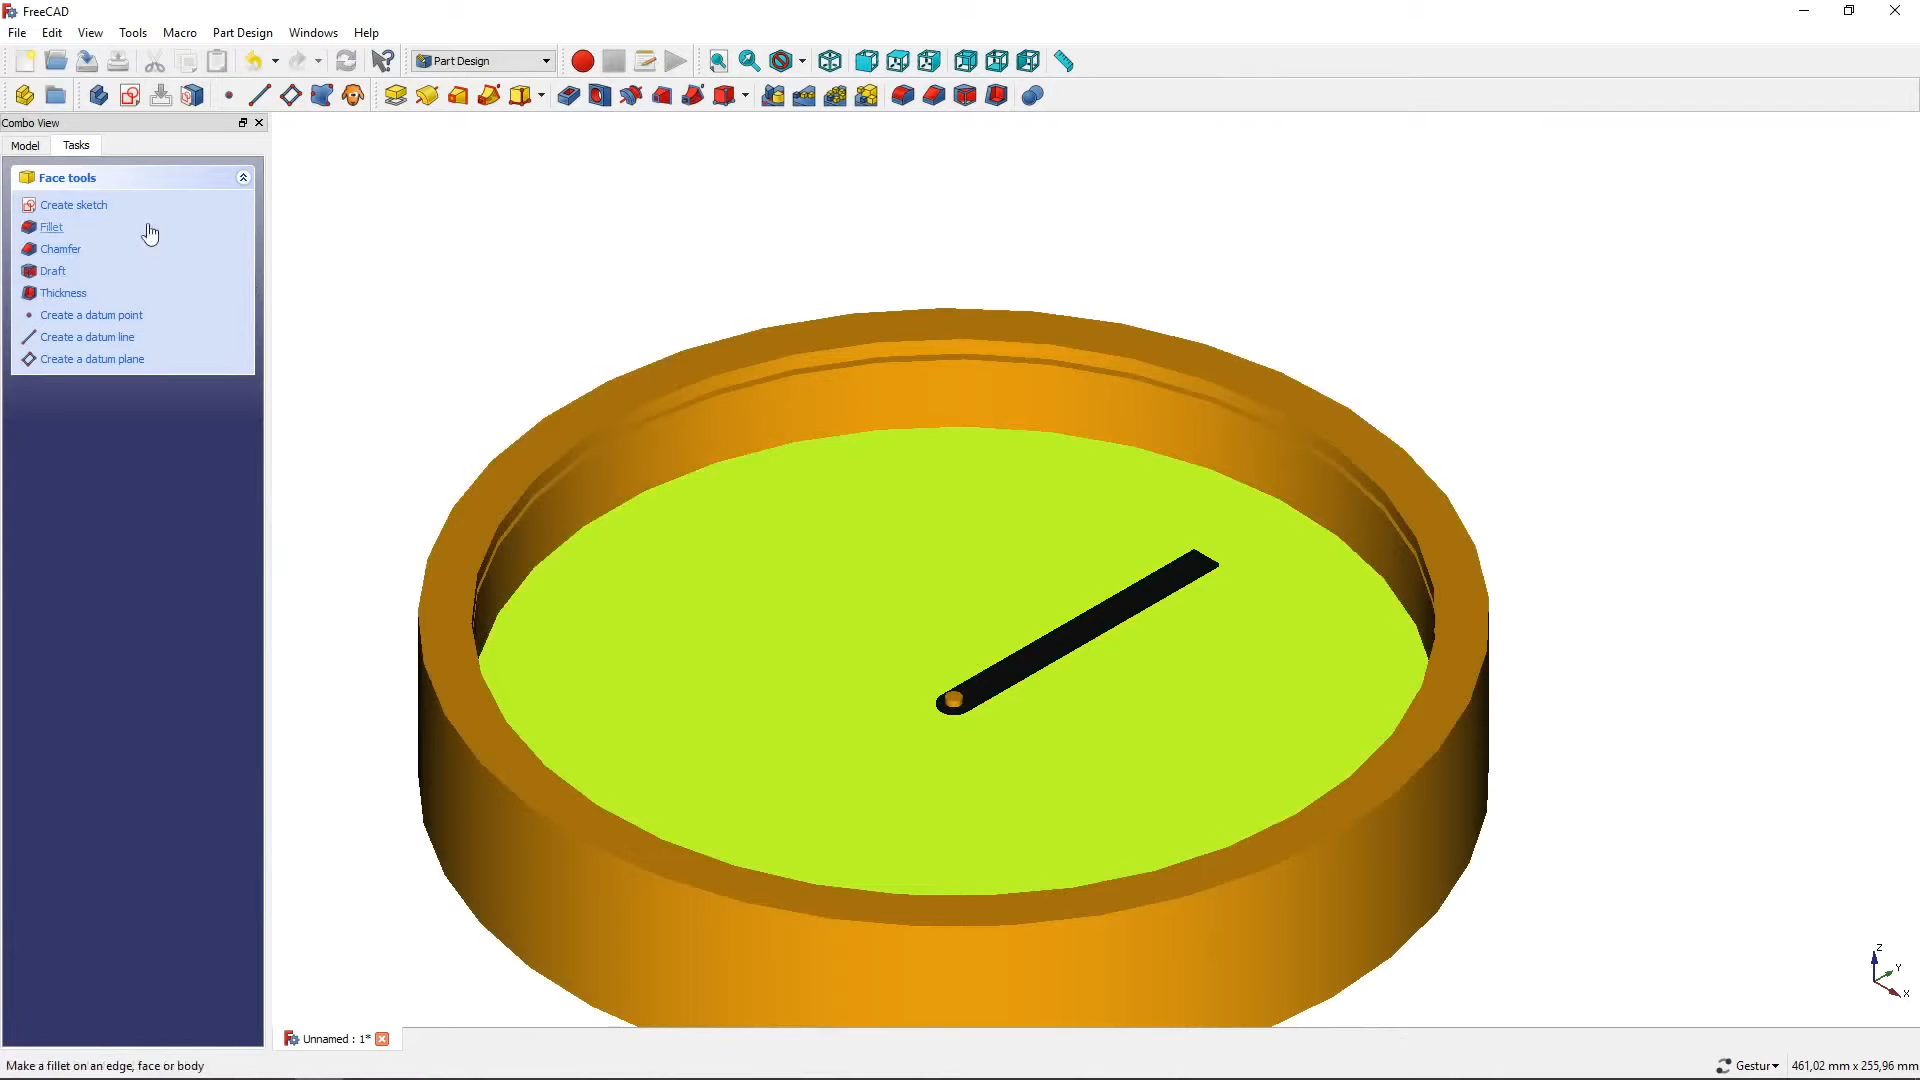 FreeCAD
File Edit View Tools Macro Part Design Windows Help
Part Design
Combo View
Model Tasks
Face tools
Create sketch
Fillet
Chamfer
Draft
Thickness
Create a datum point
Create a datum line
Create a datum plane
Z
Y
X
Unnamed : 1*
Make a fillet on an edge, face or body
Gestur
461,02 mm x 255,96 mm